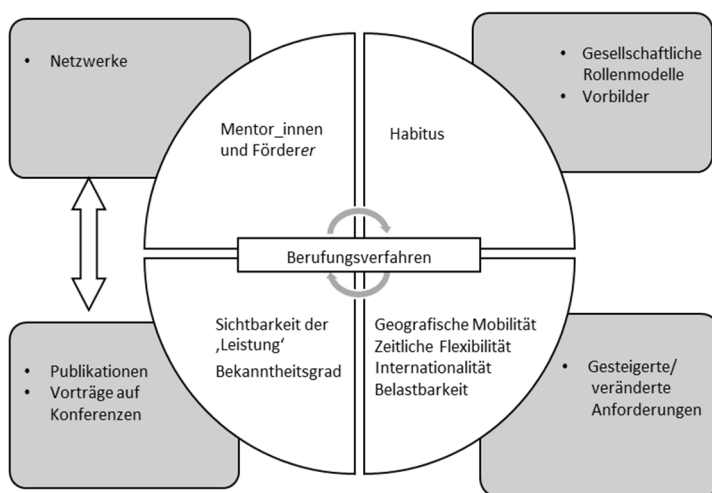 • Netzwerke
• Gesellschaftliche
Rollenmodelle
• Vorbilder
Mentor_innen
und Förderer
Habitus
Berufungsverfahren
Sichtbarkeit der
‚Leistung‘
Bekanntheitsgrad
Geografische Mobilität
Zeitliche Flexibilität
Internationalität
Belastbarkeit
• Publikationen
• Vorträge auf
Konferenzen
• Gesteigerte/
veränderte
Anforderungen